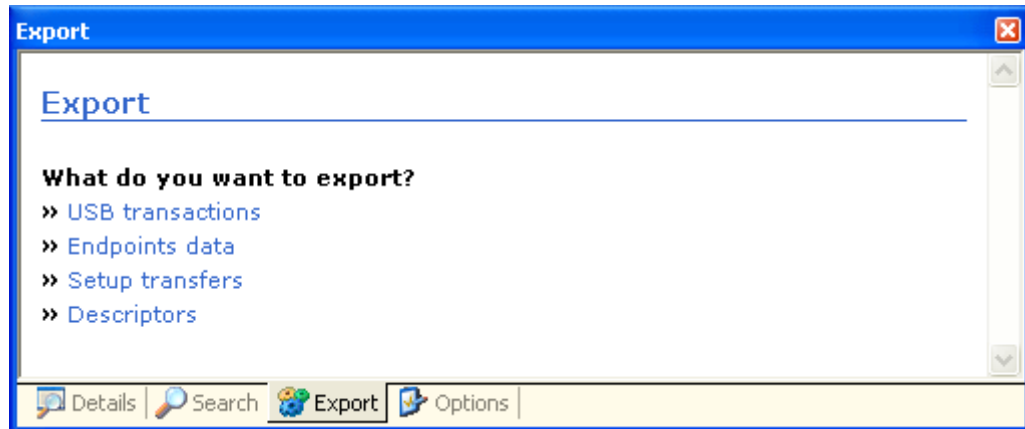 Export
Export
What do you want to export?
» USB transactions
» Endpoints data
» Setup transfers
» Descriptors
Details Search Export Options